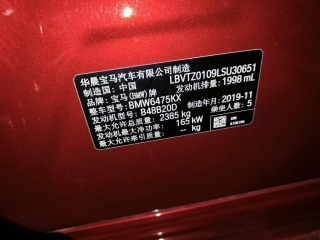 华晨宝马汽车有限公司制造
LBVTZ0109LSU30651
制造国：中国 发动机排量：1998 mL
品牌：宝马(BMW)牌
整车型号：BMW6475KX 制造年月：2019-11
发动机型号：B48B20D 乘坐人数：5
最大允许总质量：2385 kg
发动机最大净功率：165 kW
最大允许牵引质量：-- kg